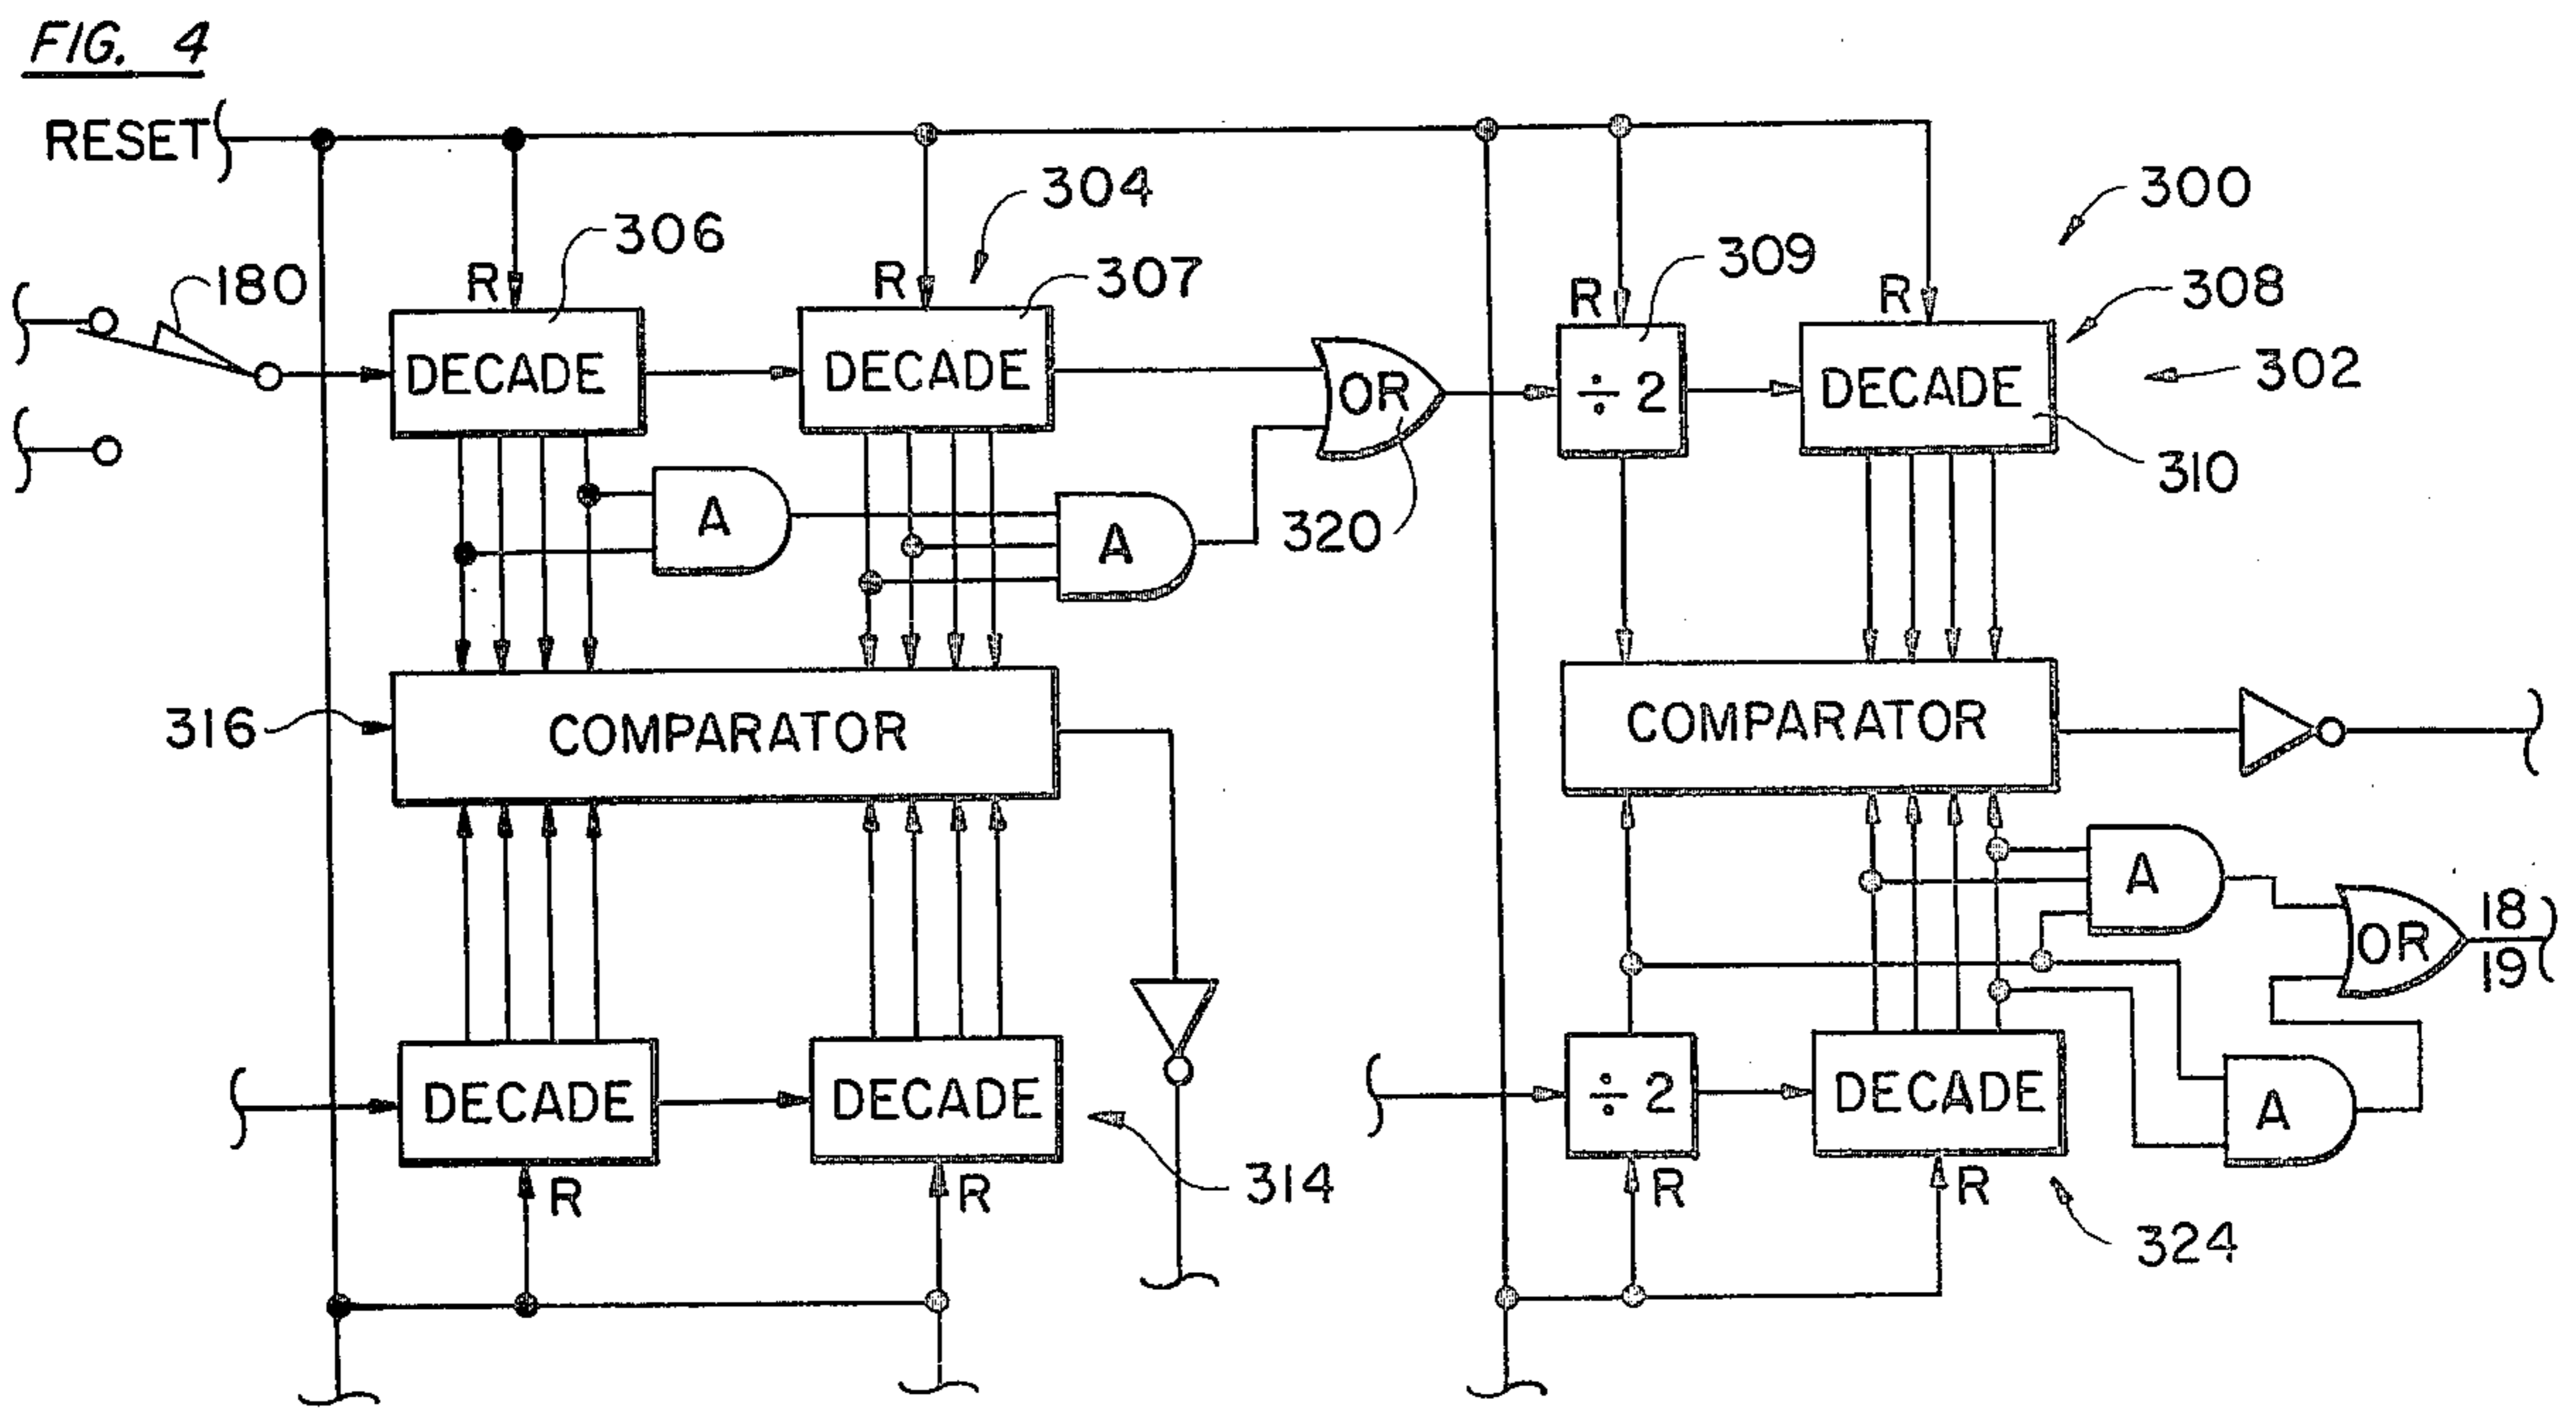 FIG. 4
RESET
304
300
306
R
180
R
307
R
309
R
308
DECADE
DECADE
OR
÷ 2
DECADE
302
310
A
A
320
316
COMPARATOR
COMPARATOR
A
18
OR
19
DECADE
DECADE
÷ 2
DECADE
A
R
R
314
R
R
324